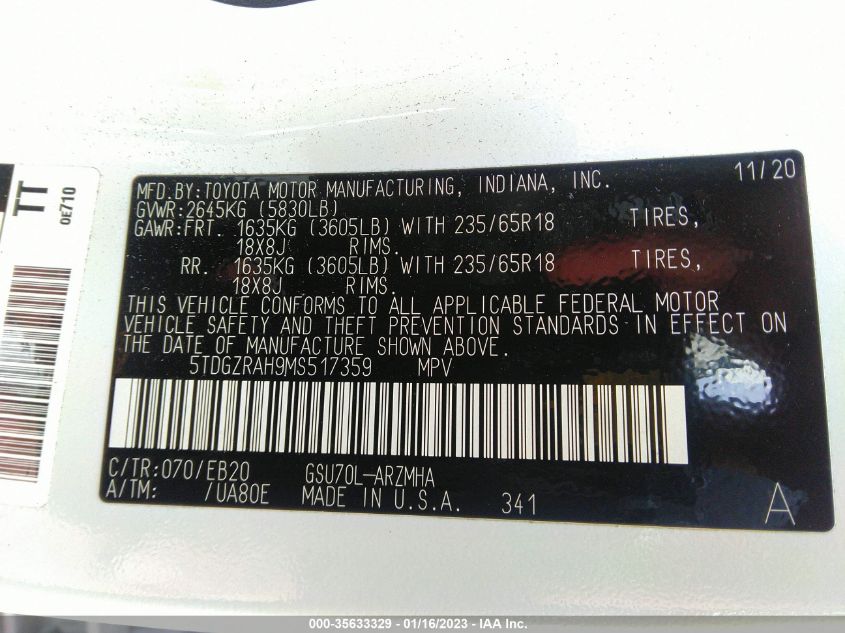 TT
0E710
MFD.BY:TOYOTA MOTOR MANUFACTURING, INDIANA, INC. 11/20
GVWR:2645KG (5830LB)
GAWR:FRT. 1635KG (3605LB) WITH 235/65R18 TIRES,
18X8J RIMS.
RR. 1635KG (3605LB) WITH 235/65R18 TIRES,
18X8J RIMS.
THIS VEHICLE CONFORMS TO ALL APPLICABLE FEDERAL MOTOR
VEHICLE SAFETY AND THEFT PREVENTION STANDARDS IN EFFECT ON
THE DATE OF MANUFACTURE SHOWN ABOVE.
5TDGZRAH9MS517359 MPV
C/TR:070/EB20 GSU70L-ARZMHA
A/TM: /UA80E MADE IN U.S.A. 341 A
000-35633329 - 01/16/2023 - IAA Inc.